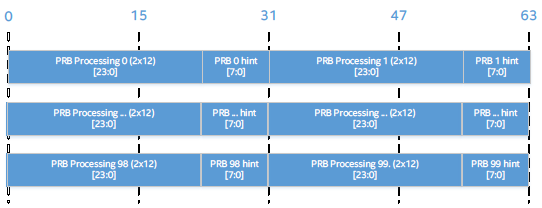 0 15 31 47 63
PRB Processing 0 (2x12) PRB 0 hint PRB Processing 1 (2x12) PRB 1 hint
[23:0] [7:0] [23:0] [7:0]
PRB Processing ... (2x12) PRB ... hint PRB Processing ... (2x12) PRB ... hint
[23:0] [7:0] [23:0] [7:0]
PRB Processing 98 (2x12) PRB 98 hint PRB Processing 99. (2x12) PRB 99 hint
[23:0] [7:0] [23:0] [7:0]